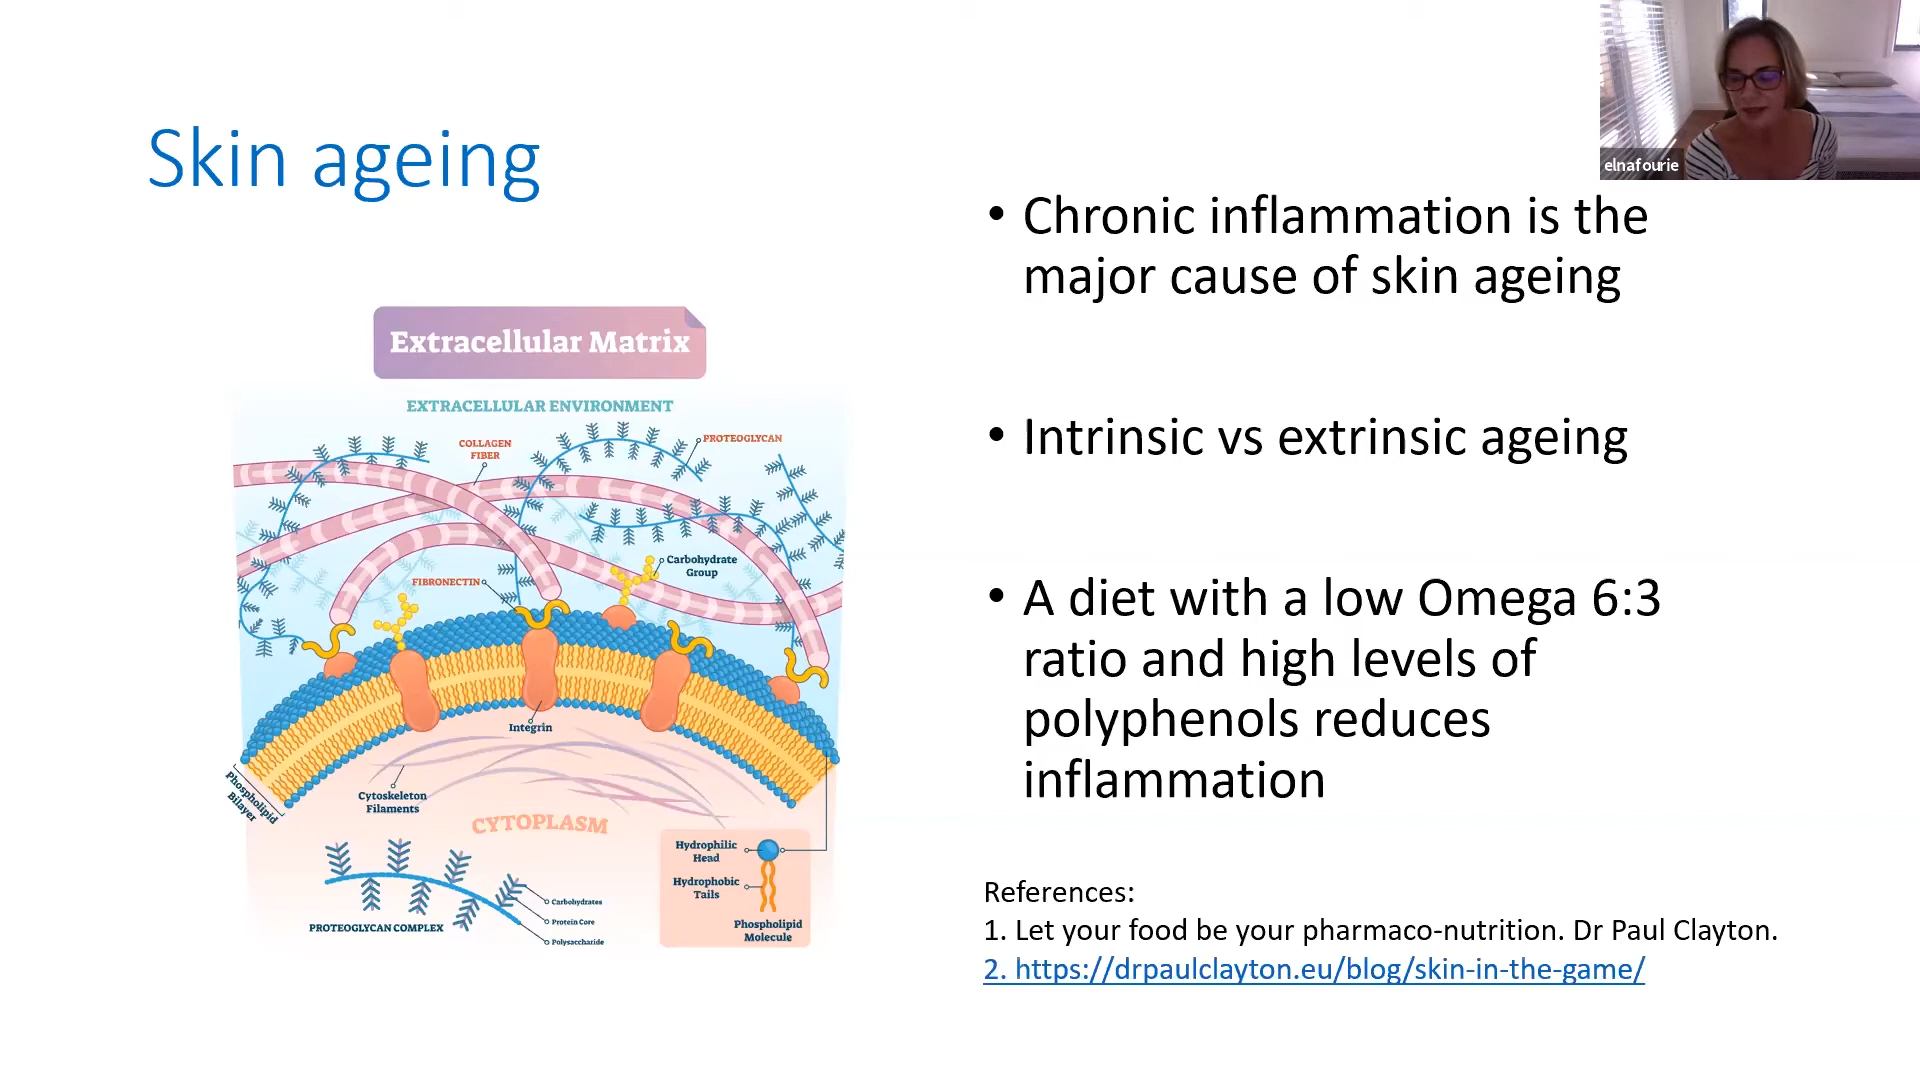 Skin ageing
elnafourie
• Chronic inflammation is the
major cause of skin ageing
• Intrinsic vs extrinsic ageing
• A diet with a low Omega 6:3
ratio and high levels of
polyphenols reduces
inflammation
References:
1. Let your food be your pharmaco-nutrition. Dr Paul Clayton.
2. https://drpaulclayton.eu/blog/skin-in-the-game/
Extracellular Matrix
EXTRACELLULAR ENVIRONMENT
COLLAGEN
FIBER
PROTEOGLYCAN
Carbohydrate
Group
FIBRONECTIN
Integrin
Phospholipid
Bilayer
Cytoskeleton
Filaments
CYTOPLASM
Hydrophilic
Head
Hydrophobic
Tails
Phospholipid
Molecule
Carbohydrates
Protein Core
Polysaccharide
PROTEOGLYCAN COMPLEX